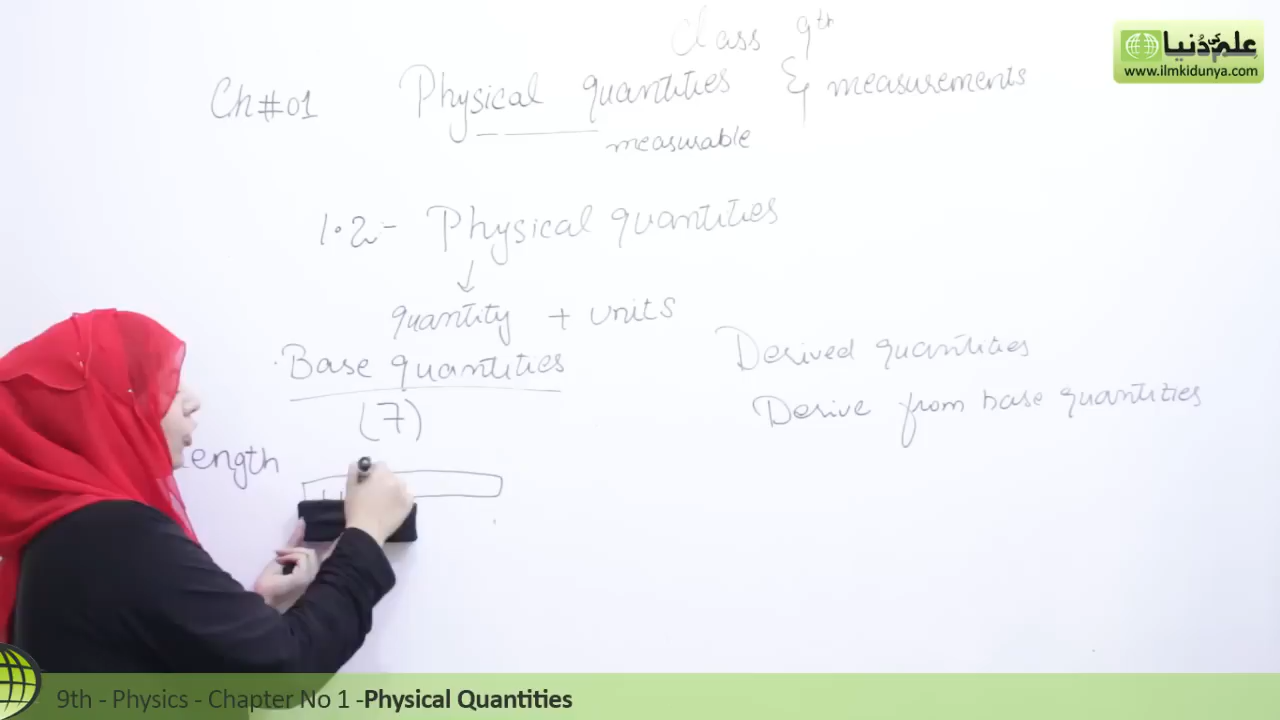 Class 9th
علم کی دنیا
www.ilmkidunya.com
Ch#01 Physical quantities & measurements
measurable
1.2- Physical quantities
quantity + units
Base quantities
(7)
Derived quantities
Derive from base quantities
length
9th - Physics - Chapter No 1 -Physical Quantities